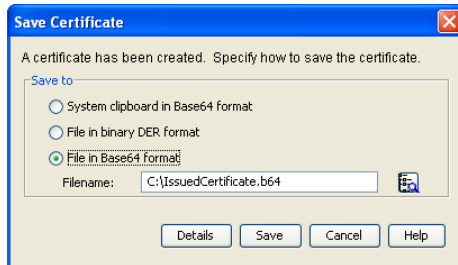 Save Certificate
A certificate has been created. Specify how to save the certificate.
Save to
System clipboard in Base64 format
File in binary DER format
File in Base64 format
Filename: C:\IssuedCertificate.b64
Details Save Cancel Help